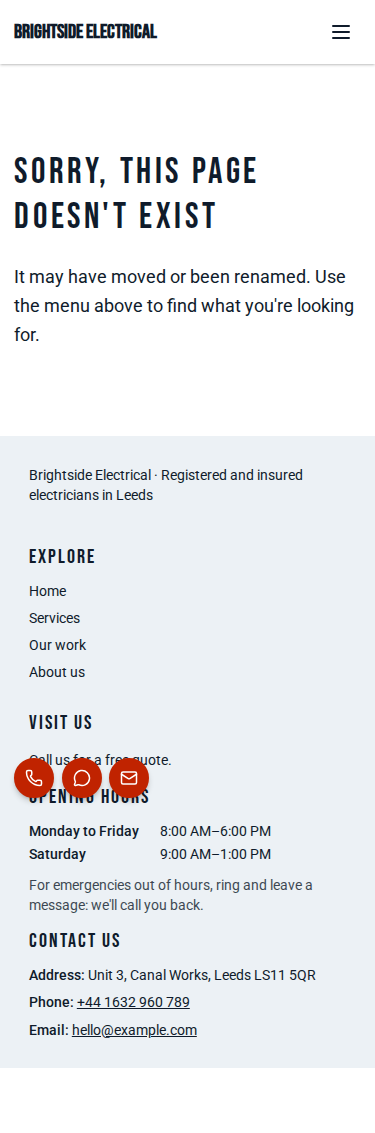 BRIGHTSIDE ELECTRICAL
SORRY, THIS PAGE
DOESN'T EXIST
It may have moved or been renamed. Use
the menu above to find what you're looking
for.
Brightside Electrical · Registered and insured
electricians in Leeds
EXPLORE
Home
Services
Our work
About us
VISIT US
Call us for a free quote.
OPENING HOURS
Monday to Friday 8:00 AM–6:00 PM
Saturday 9:00 AM–1:00 PM
For emergencies out of hours, ring and leave a
message: we'll call you back.
CONTACT US
Address: Unit 3, Canal Works, Leeds LS11 5QR
Phone: +44 1632 960 789
Email: hello@example.com